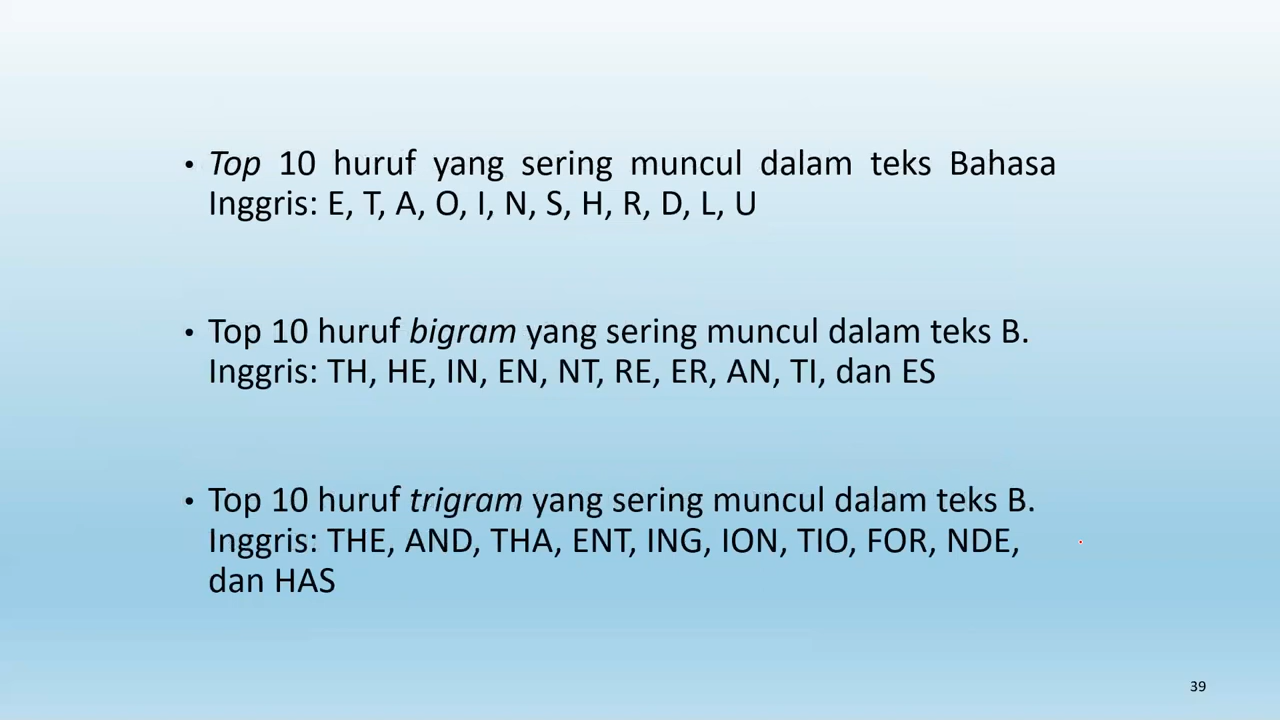 • Top 10 huruf yang sering muncul dalam teks Bahasa
Inggris: E, T, A, O, I, N, S, H, R, D, L, U
• Top 10 huruf bigram yang sering muncul dalam teks B.
Inggris: TH, HE, IN, EN, NT, RE, ER, AN, TI, dan ES
• Top 10 huruf trigram yang sering muncul dalam teks B.
Inggris: THE, AND, THA, ENT, ING, ION, TIO, FOR, NDE,
dan HAS
39